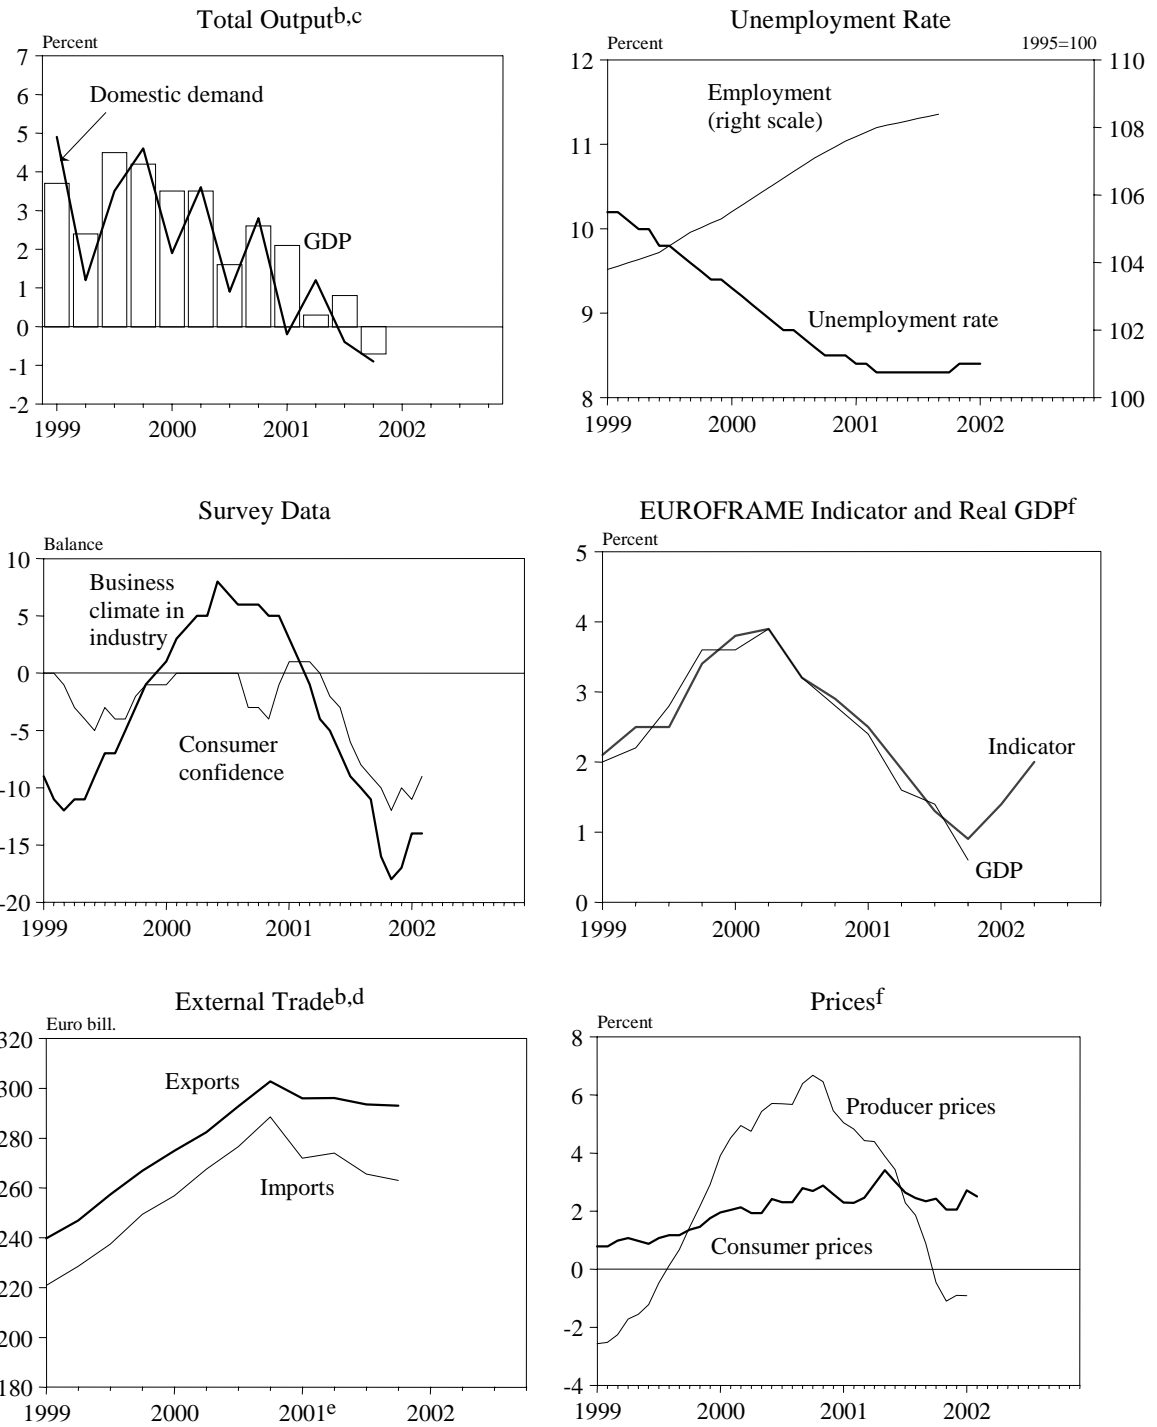 Total Outputb,c
Percent
7
6
5
4
3
2
1
0
-1
-2
Domestic demand
GDP
1999 2000 2001 2002
Unemployment Rate
Percent 1995=100
12
11
10
9
8
110
108
106
104
102
101
100
Employment
(right scale)
Unemployment rate
1999 2000 2001 2002
Survey Data
Balance
10
5
0
-5
-10
-15
-20
Business
climate in
industry
Consumer
confidence
1999 2000 2001 2002
EUROFRAME Indicator and Real GDPf
Percent
5
4
3
2
1
0
Indicator
GDP
1999 2000 2001 2002
External Tradeb,d
Euro bill.
320
300
280
260
240
220
200
180
Exports
Imports
1999 2000 2001e 2002
Pricesf
Percent
8
6
4
2
0
-2
-4
Producer prices
Consumer prices
1999 2000 2001 2002